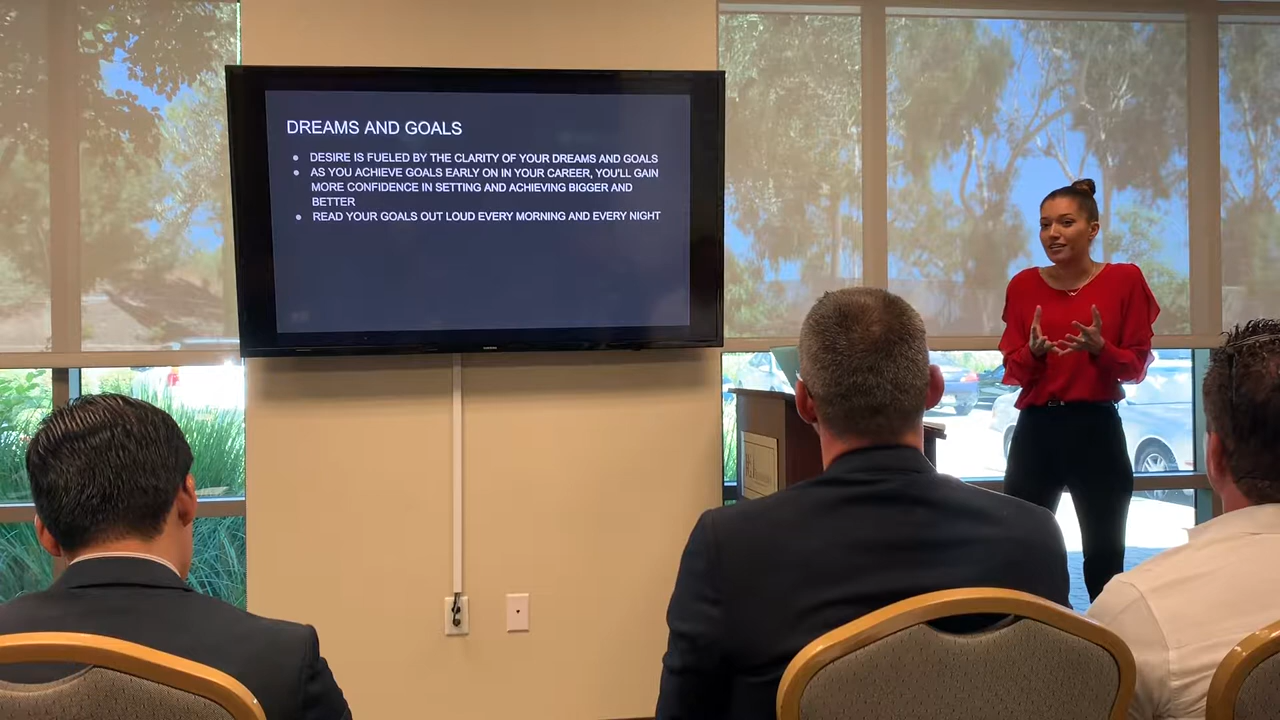 DREAMS AND GOALS
● DESIRE IS FUELED BY THE CLARITY OF YOUR DREAMS AND GOALS
● AS YOU ACHIEVE GOALS EARLY ON IN YOUR CAREER, YOU'LL GAIN
MORE CONFIDENCE IN SETTING AND ACHIEVING BIGGER AND
BETTER
● READ YOUR GOALS OUT LOUD EVERY MORNING AND EVERY NIGHT